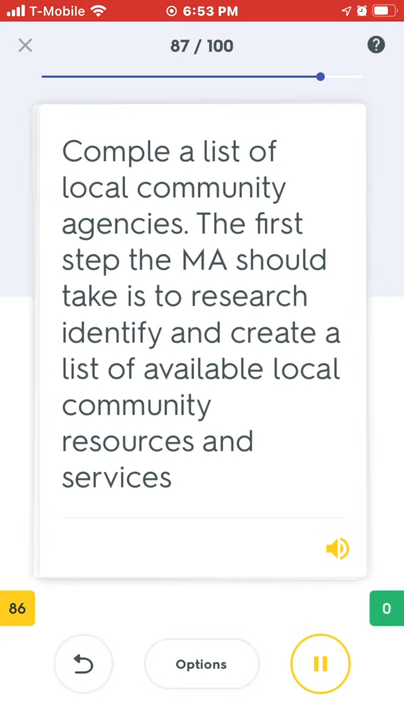 T-Mobile 6:53 PM
87 / 100
?
Comple a list of
local community
agencies. The first
step the MA should
take is to research
identify and create a
list of available local
community
resources and
services
86
0
Options